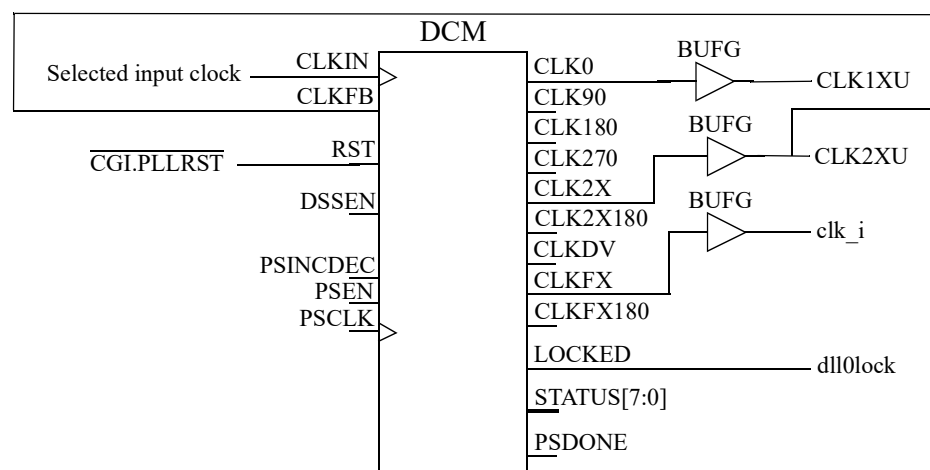 DCM
BUFG
CLKIN
CLK0
Selected input clock
CLK1XU
CLKFB
CLK90
CLK180
BUFG
RST
CLK270
CLK2XU
CGI.PLLRST
CLK2X
DSSEN
BUFG
CLK2X180
clk_i
CLKDV
PSINCDEC
CLKFX
PSEN
CLKFX180
PSCLK
LOCKED
dll0lock
STATUS[7:0]
PSDONE